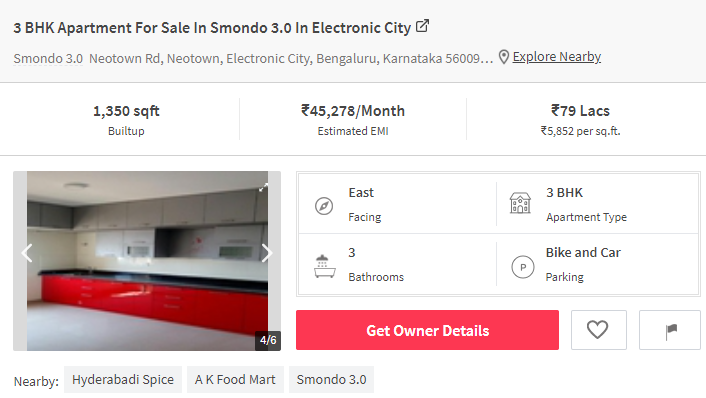 3 BHK Apartment For Sale In Smondo 3.0 In Electronic City
Smondo 3.0 Neotown Rd, Neotown, Electronic City, Bengaluru, Karnataka 56009… Explore Nearby
1,350 sqft
Builtup
₹45,278/Month
Estimated EMI
₹79 Lacs
₹5,852 per sq.ft.
4/6
East
Facing
3 BHK
Apartment Type
3
Bathrooms
P
Bike and Car
Parking
Get Owner Details
Nearby: Hyderabadi Spice A K Food Mart Smondo 3.0